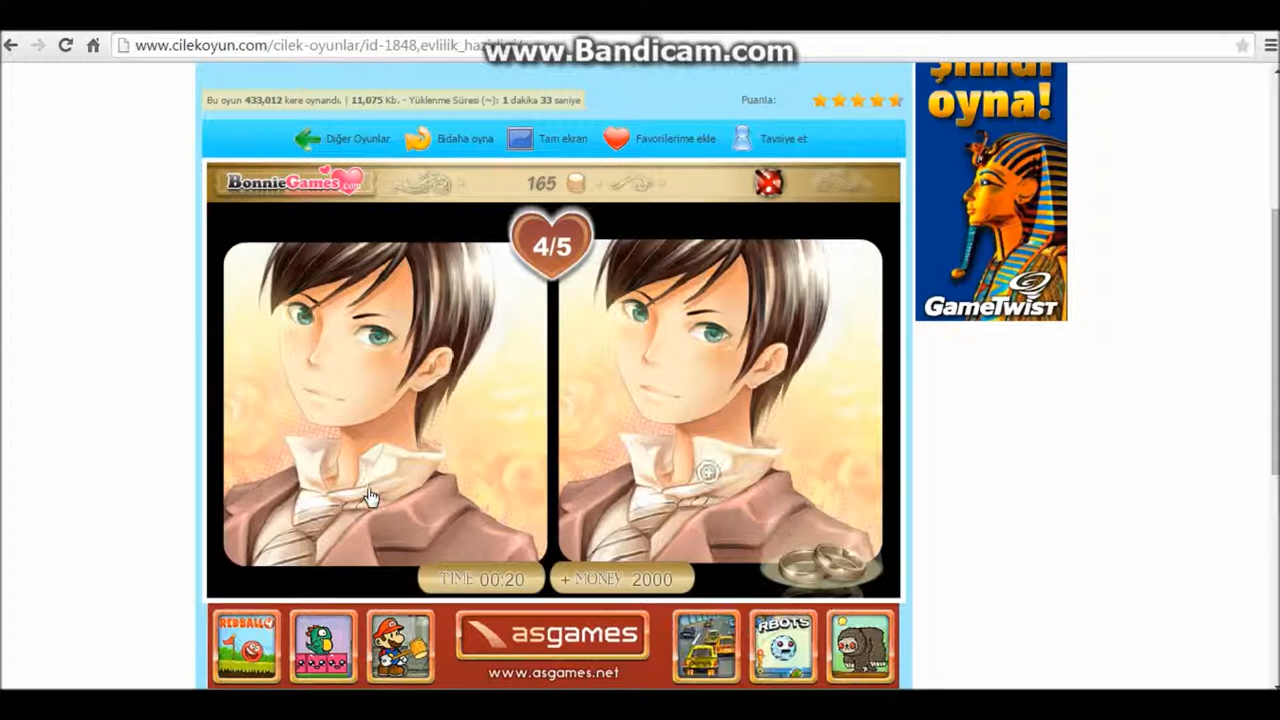 www.cilekoyun.com/cilek-oyunlar/id-1848,evlilik_ha
www.Bandicam.com
Bu oyun 433,012 kere oynandı. | 11,075 Kb. - Yüklenme Süresi (~): 1 dakika 33 saniye
Puanla:
Diğer Oyunlar
Bidaha oyna
Tam ekran
Favorilerime ekle
Tavsiye et
BonnieGames.com
165
4/5
TIME 00:20
+ MONEY 2000
Şimdi
oyna!
GameTwist
REDBALL
asgames
www.asgames.net
RBOTS